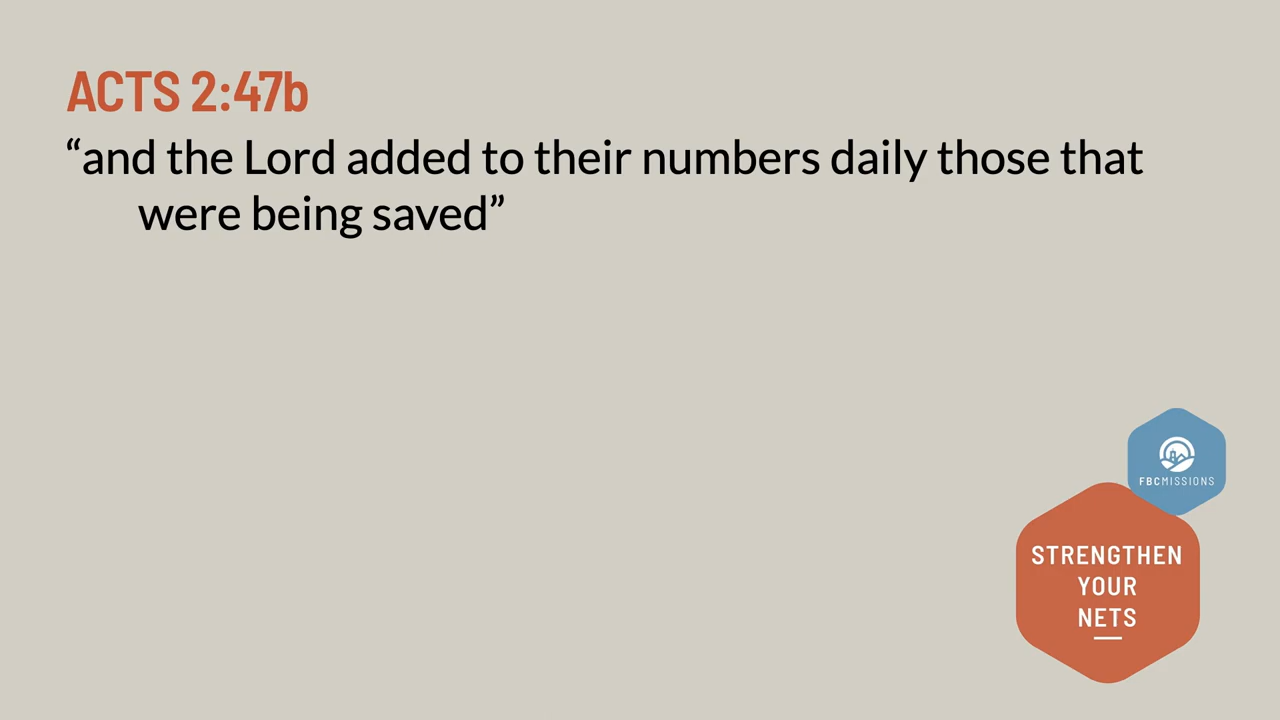 ACTS 2:47b
“and the Lord added to their numbers daily those that
were being saved”
FBCMISSIONS
STRENGTHEN
YOUR
NETS